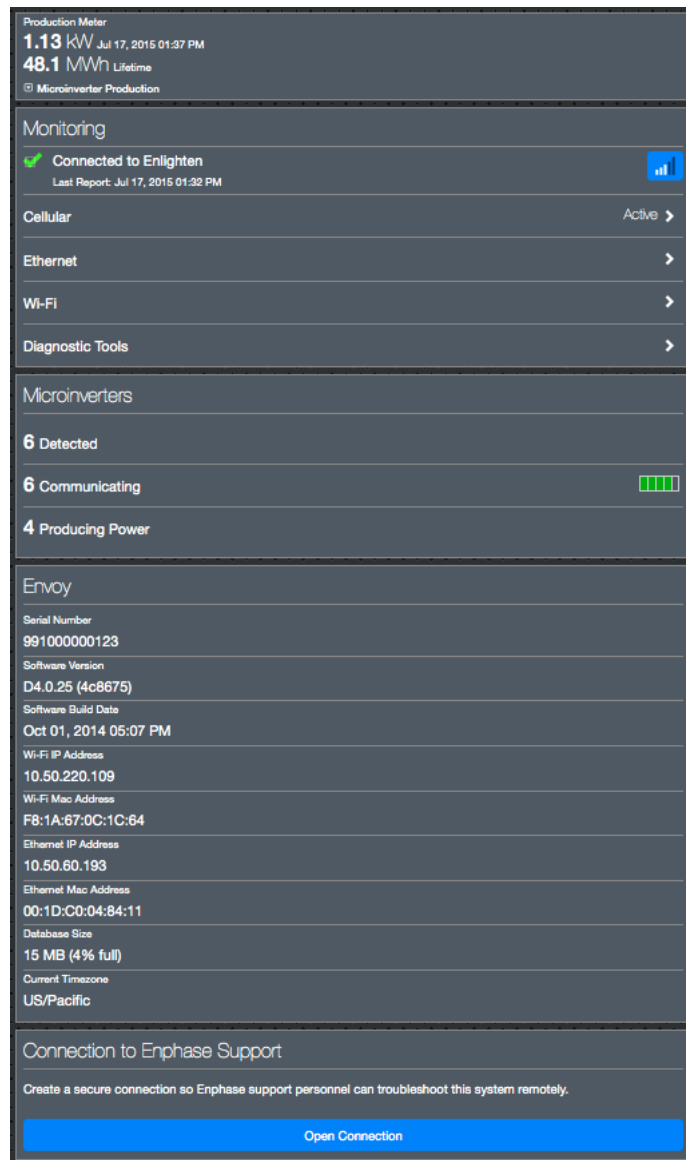 Production Meter
1.13 kW Jul 17, 2015 01:37 PM
48.1 MWh Lifetime
Microinverter Production
Monitoring
Connected to Enlighten
Last Report: Jul 17, 2015 01:32 PM
Cellular Active
Ethernet
Wi-Fi
Diagnostic Tools
Microinverters
6 Detected
6 Communicating
4 Producing Power
Envoy
Serial Number
991000000123
Software Version
D4.0.25 (4c8675)
Software Build Date
Oct 01, 2014 05:07 PM
Wi-Fi IP Address
10.50.220.109
Wi-Fi Mac Address
F8:1A:67:0C:1C:64
Ethernet IP Address
10.50.60.193
Ethernet Mac Address
00:1D:C0:04:84:11
Database Size
15 MB (4% full)
Current Timezone
US/Pacific
Connection to Enphase Support
Create a secure connection so Enphase support personnel can troubleshoot this system remotely.
Open Connection